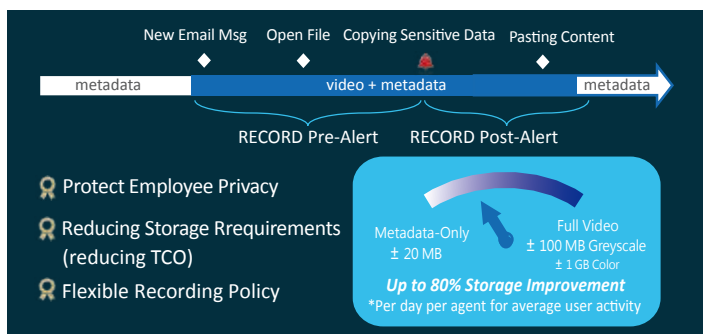 New Email Msg Open File Copying Sensitive Data Pasting Content
metadata video + metadata metadata
RECORD Pre-Alert RECORD Post-Alert
Protect Employee Privacy
Reducing Storage Rrequirements
(reducing TCO)
Flexible Recording Policy
Metadata-Only
± 20 MB
Full Video
± 100 MB Greyscale
± 1 GB Color
Up to 80% Storage Improvement
*Per day per agent for average user activity